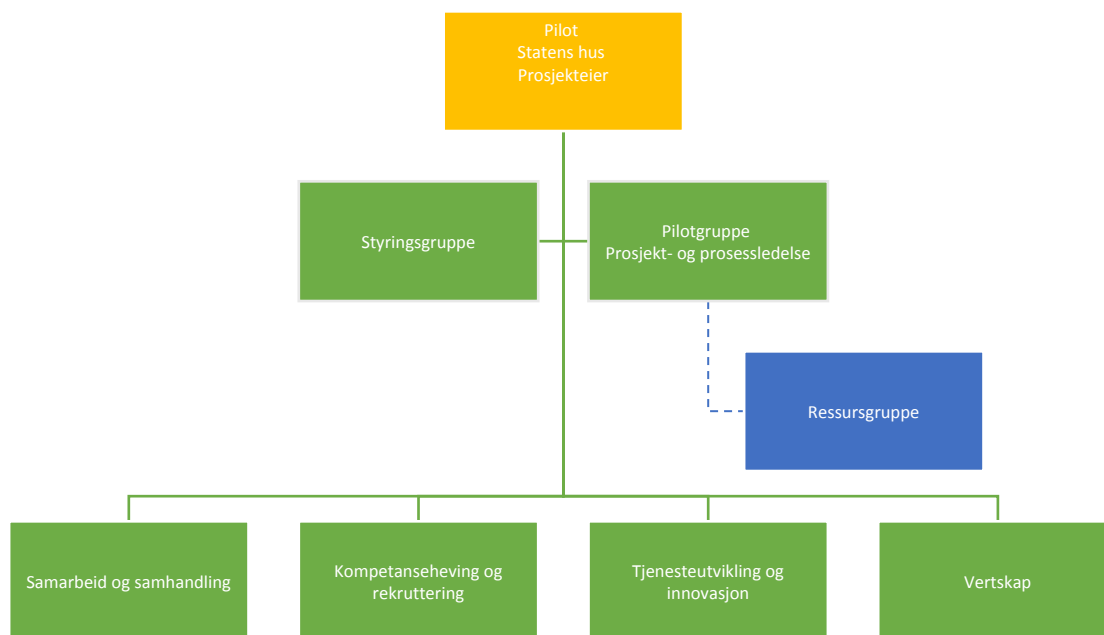 Pilot
Statens hus
Prosjekteier
Styringsgruppe
Pilotgruppe
Prosjekt- og prosessledelse
Ressursgruppe
Samarbeid og samhandling
Kompetanseheving og
rekruttering
Tjenesteutvikling og
innovasjon
Vertskap